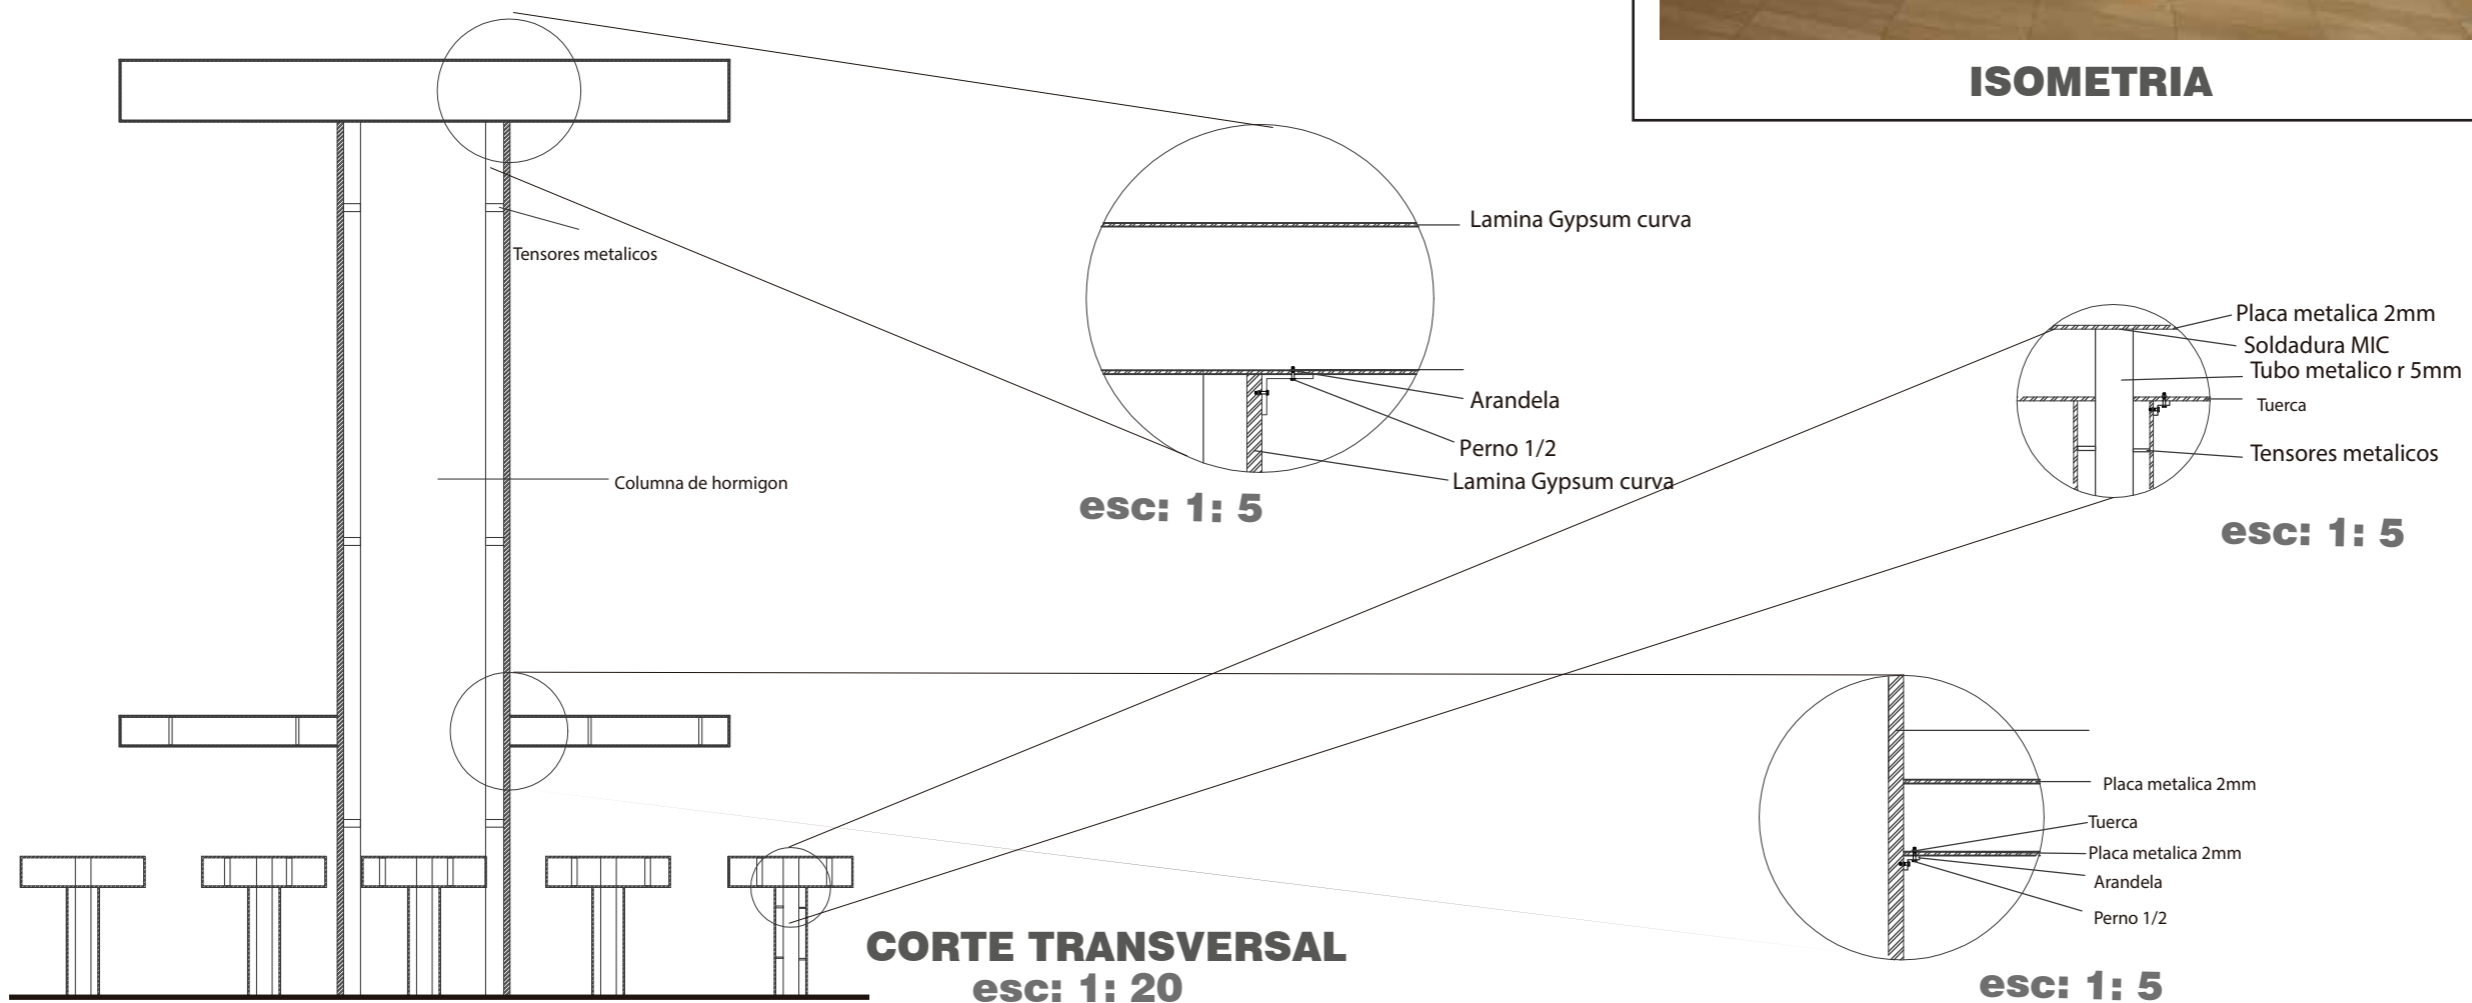 ISOMETRIA
Tensores metalicos
Columna de hormigon
Lamina Gypsum curva
Arandela
Perno 1/2
Lamina Gypsum curva
esc: 1: 5
Placa metalica 2mm
Soldadura MIC
Tubo metalico r 5mm
Tuerca
Tensores metalicos
esc: 1: 5
Placa metalica 2mm
Tuerca
Placa metalica 2mm
Arandela
Perno 1/2
esc: 1: 5
CORTE TRANSVERSAL
esc: 1: 20